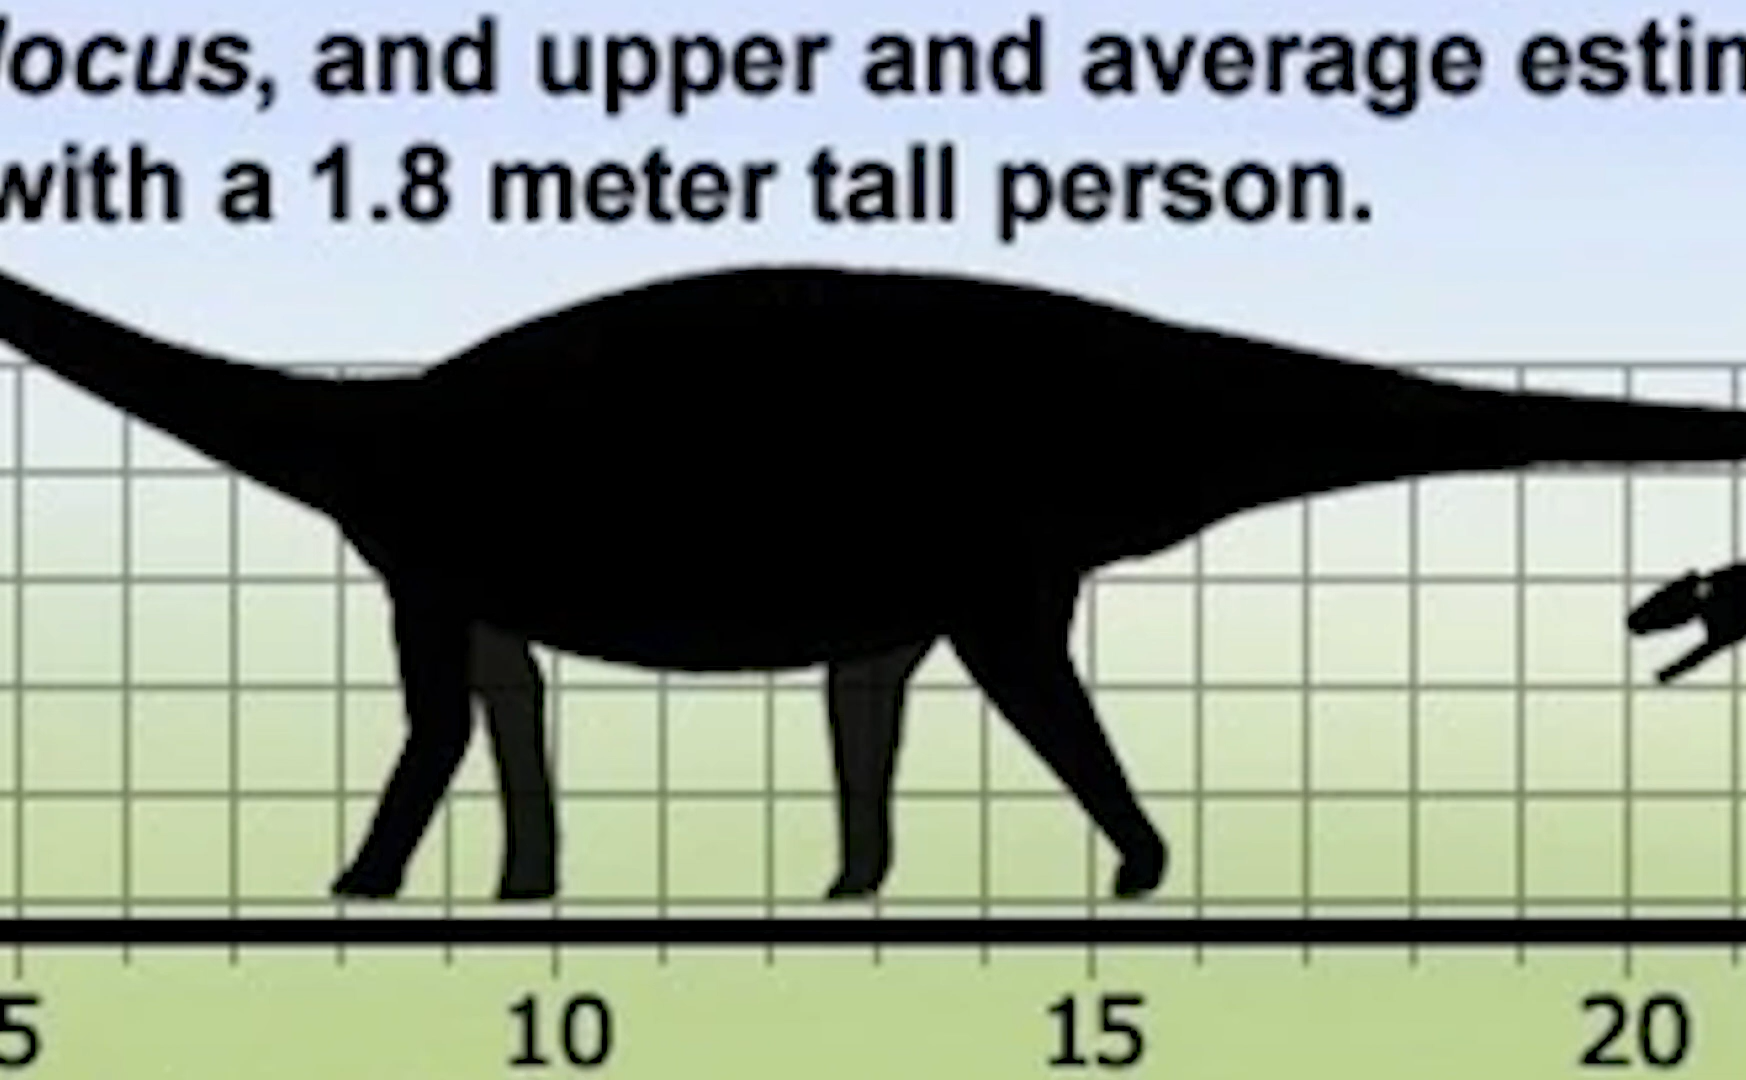 locus, and upper and average estim
with a 1.8 meter tall person.
5 10 15 20